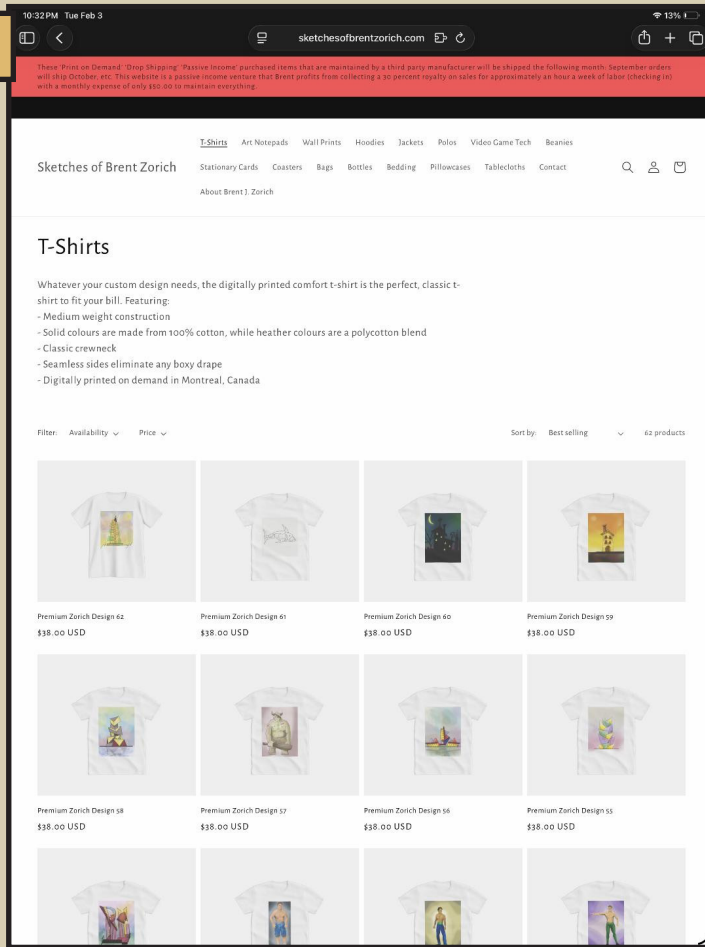 10:32 PM Tue Feb 3
13%
sketchesofbrentzorich.com
These 'Print on Demand' 'Drop Shipping' 'Passive Income' purchased items that are maintained by a third party manufacturer will be shipped the following month: September orders
will ship October, etc. This website is a passive income venture that Brent profits from collecting a 30 percent royalty on sales for approximately an hour a week of labor (checking in)
with a monthly expense of only $50.00 to maintain everything.
T-Shirts Art Notepads Wall Prints Hoodies Jackets Polos Video Game Tech Beanies
Sketches of Brent Zorich
Stationary Cards Coasters Bags Bottles Bedding Pillowcases Tablecloths Contact
About Brent J. Zorich
T-Shirts
Whatever your custom design needs, the digitally printed comfort t-shirt is the perfect, classic t-
shirt to fit your bill. Featuring:
- Medium weight construction
- Solid colours are made from 100% cotton, while heather colours are a polycotton blend
- Classic crewneck
- Seamless sides eliminate any boxy drape
- Digitally printed on demand in Montreal, Canada
Filter: Availability Price Sort by: Best selling 62 products
Premium Zorich Design 62 Premium Zorich Design 61 Premium Zorich Design 60 Premium Zorich Design 59
$38.00 USD $38.00 USD $38.00 USD $38.00 USD
Premium Zorich Design 58 Premium Zorich Design 57 Premium Zorich Design 56 Premium Zorich Design 55
$38.00 USD $38.00 USD $38.00 USD $38.00 USD